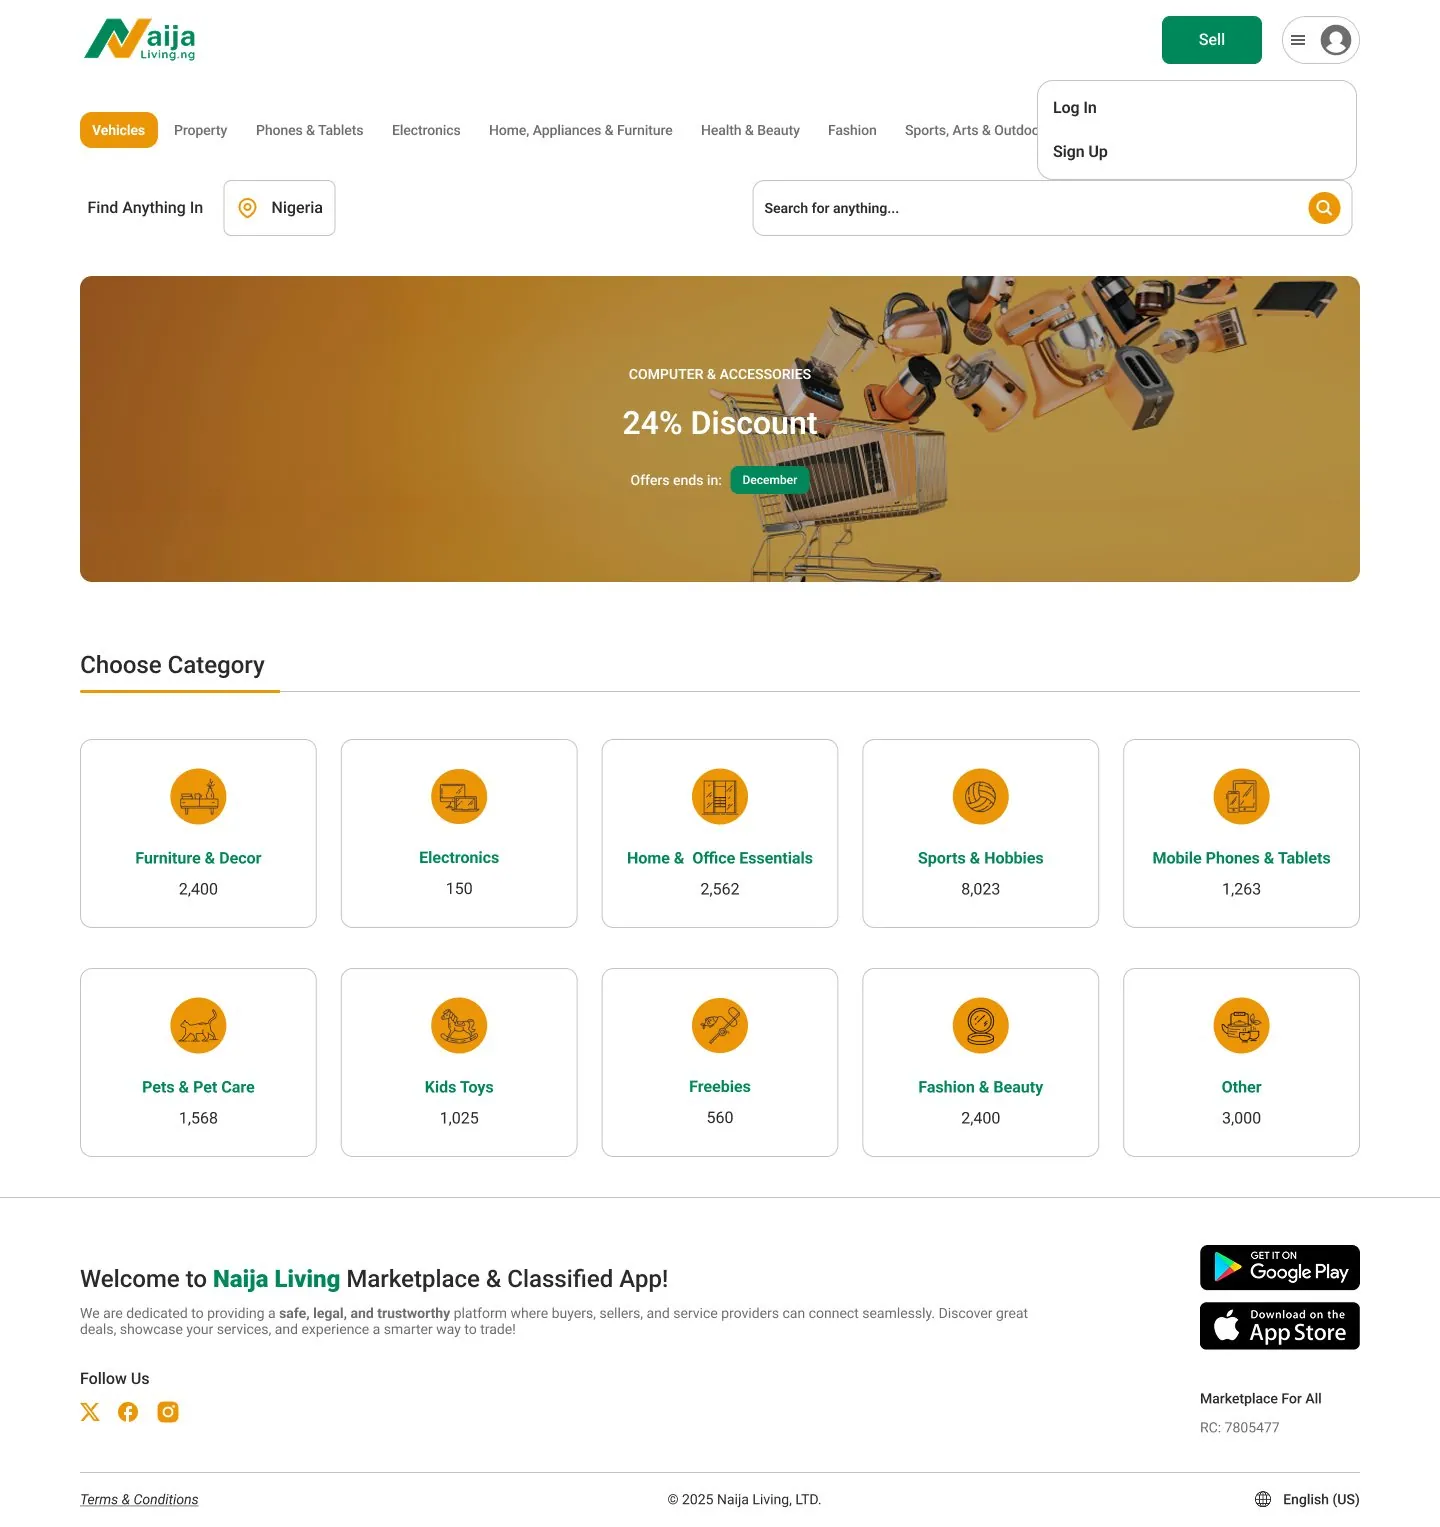 Naija
Living.ng
Sell
Log In
Sign Up
Vehicles
Property
Phones & Tablets
Electronics
Home, Appliances & Furniture
Health & Beauty
Fashion
Sports, Arts & Outdoo
Find Anything In
Nigeria
Search for anything...
COMPUTER & ACCESSORIES
24% Discount
Offers ends in:
December
Choose Category
Furniture & Decor
2,400
Electronics
150
Home & Office Essentials
2,562
Sports & Hobbies
8,023
Mobile Phones & Tablets
1,263
Pets & Pet Care
1,568
Kids Toys
1,025
Freebies
560
Fashion & Beauty
2,400
Other
3,000
Welcome to Naija Living Marketplace & Classified App!
We are dedicated to providing a safe, legal, and trustworthy platform where buyers, sellers, and service providers can connect seamlessly. Discover great
deals, showcase your services, and experience a smarter way to trade!
Follow Us
GET IT ON
Google Play
Download on the
App Store
Marketplace For All
RC: 7805477
Terms & Conditions
© 2025 Naija Living, LTD.
English (US)